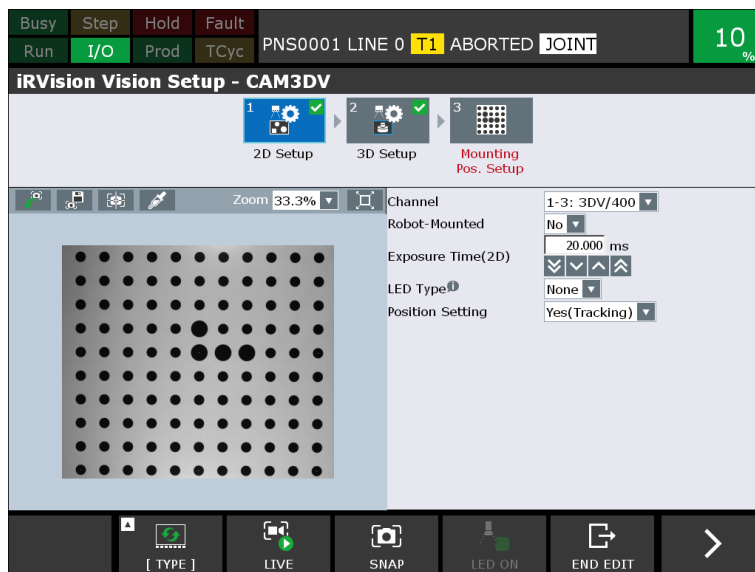 Busy Step Hold Fault
Run I/O Prod TCyc
PNS0001 LINE 0 T1 ABORTED JOINT
10 %
iRVision Vision Setup - CAM3DV
1 2 3
2D Setup 3D Setup Mounting
Pos. Setup
Zoom 33.3%
Channel 1-3: 3DV/400
Robot-Mounted No
Exposure Time(2D) 20.000 ms
LED Type None
Position Setting Yes(Tracking)
[ TYPE ] LIVE SNAP LED ON END EDIT